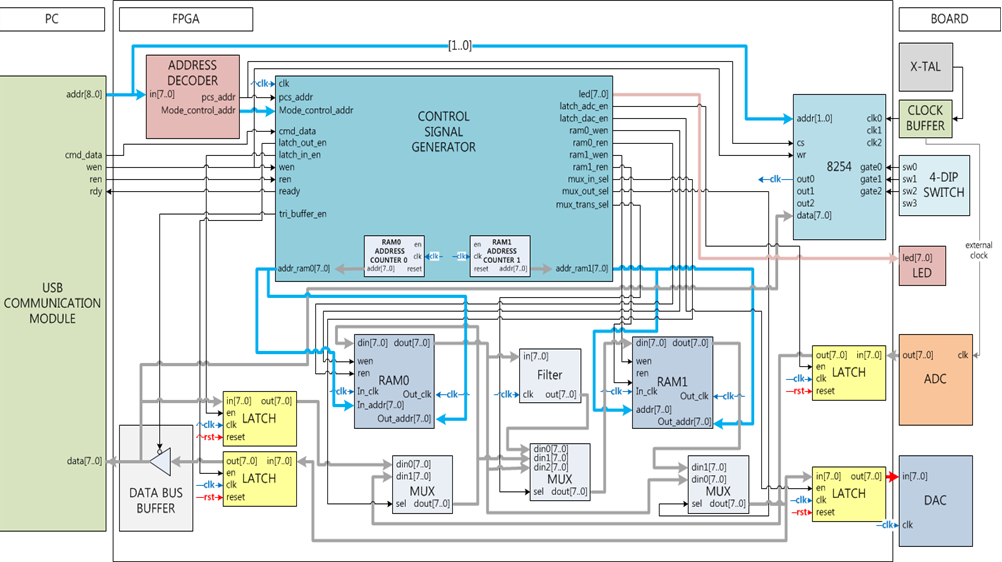 PC
FPGA
BOARD
[1..0]
ADDRESS
DECODER
in[7..0]
pcs_addr
Mode_control_addr
addr[8..0]
cmd_data
wen
ren
rdy
USB
COMMUNICATION
MODULE
data[7..0]
clk
clk
pcs_addr
Mode_control_addr
cmd_data
latch_out_en
latch_in_en
wen
ren
ready
tri_buffer_en
addr_ram0[7..0]
CONTROL
SIGNAL
GENERATOR
led[7..0]
latch_adc_en
latch_dac_en
ram0_wen
ram0_ren
ram1_wen
ram1_ren
mux_in_sel
mux_out_sel
mux_trans_sel
addr_ram1[7..0]
RAM0
ADDRESS
COUNTER 0
addr[7..0]
en
clk
reset
clk
clk
RAM1
ADDRESS
COUNTER 1
addr[7..0]
en
clk
reset
addr[1..0]
cs
wr
8254
clk
out0
out1
out2
data[7..0]
clk0
clk1
clk2
gate0
gate1
gate2
X-TAL
CLOCK
BUFFER
sw0
sw1
sw2
sw3
4-DIP
SWITCH
external
clock
led[7..0]
LED
din[7..0]
dout[7..0]
wen
ren
RAM0
clk
In_clk
Out_clk
clk
In_addr[7..0]
Out_addr[7..0]
in[7..0]
Filter
clk
clk
out[7..0]
din[7..0]
dout[7..0]
wen
ren
RAM1
clk
In_clk
Out_clk
clk
addr[7..0]
Out_addr[7..0]
out[7..0]
in[7..0]
en
clk
clk
rst
reset
LATCH
out[7..0]
clk
ADC
in[7..0]
en
clk
clk
rst
reset
LATCH
out[7..0]
in[7..0]
en
clk
clk
rst
reset
LATCH
DATA BUS
BUFFER
din0[7..0]
din1[7..0]
MUX
sel
dout[7..0]
din0[7..0]
din1[7..0]
din2[7..0]
MUX
sel
dout[7..0]
din1[7..0]
din0[7..0]
MUX
sel
dout[7..0]
in[7..0]
out[7..0]
en
clk
clk
rst
reset
LATCH
in[7..0]
DAC
clk
clk